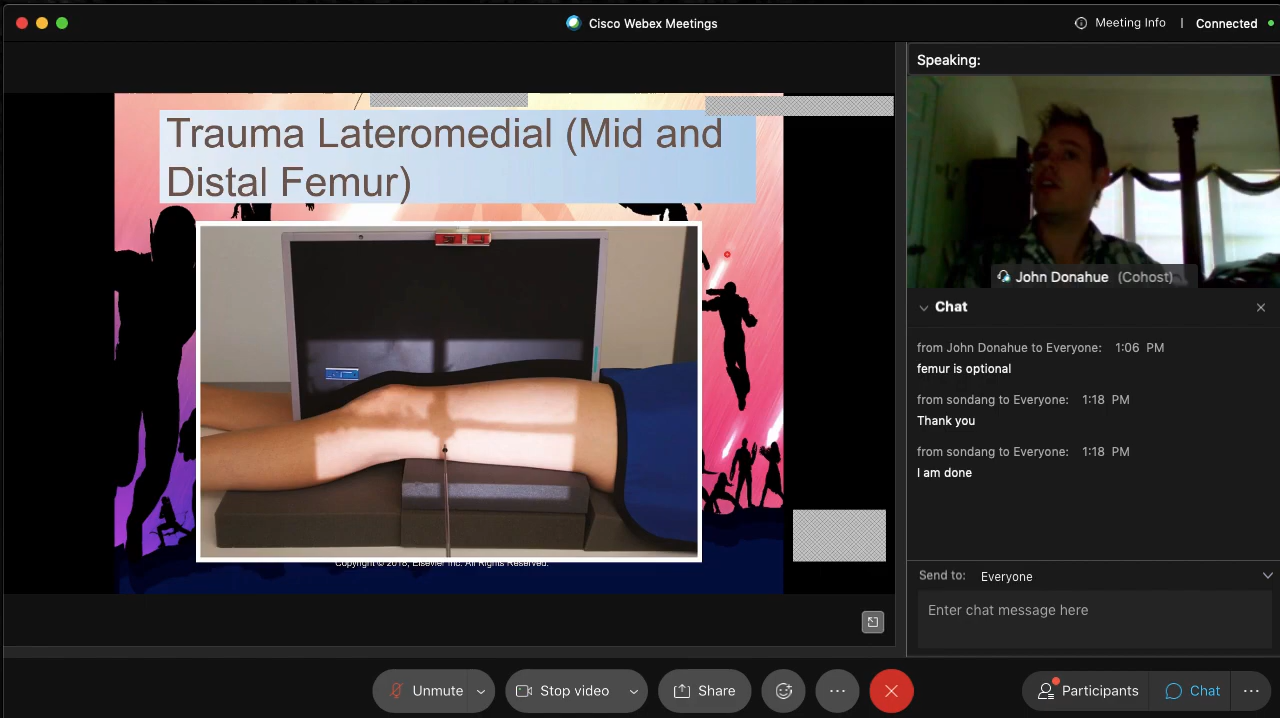 Cisco Webex Meetings
Meeting Info | Connected
Speaking:
Trauma Lateromedial (Mid and
Distal Femur)
John Donahue (Cohost)
Chat
from John Donahue to Everyone: 1:06 PM
femur is optional
from sondang to Everyone: 1:18 PM
Thank you
from sondang to Everyone: 1:18 PM
I am done
Copyright © 2018, Elsevier Inc. All Rights Reserved.
Send to: Everyone
Enter chat message here
Unmute
Stop video
Share
Participants
Chat